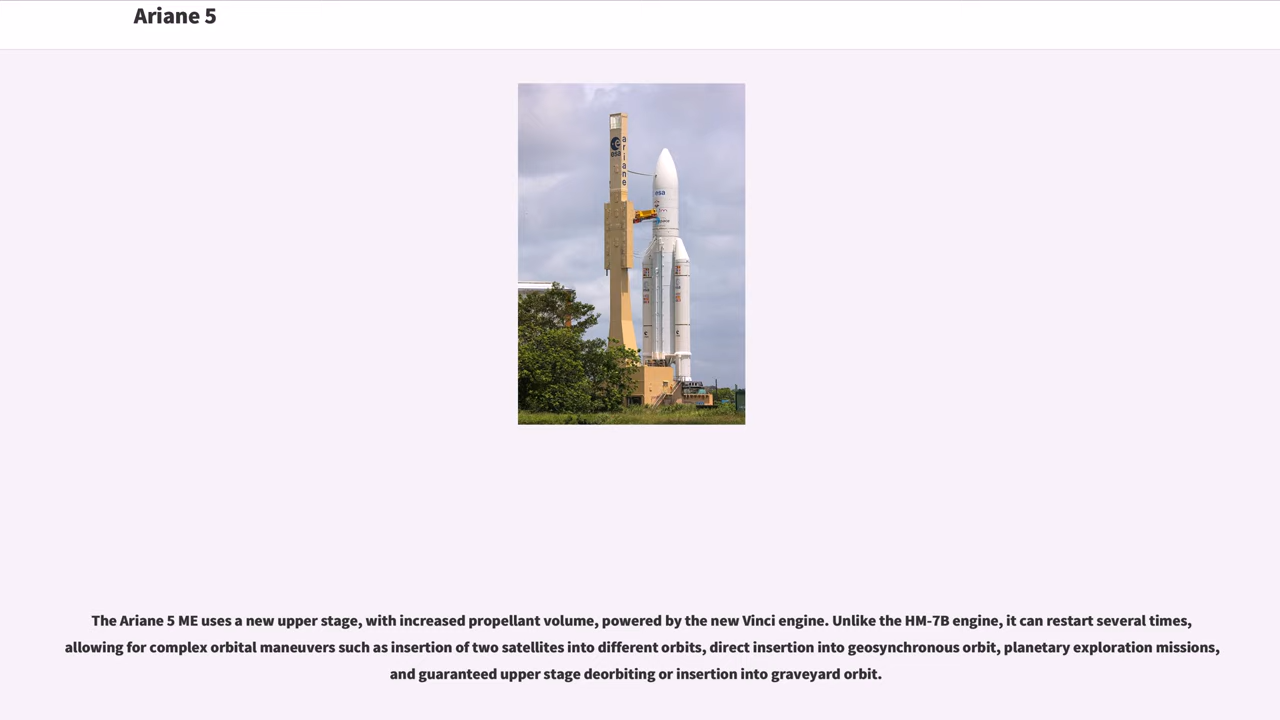 Ariane 5
esa
ariane
esa
The Ariane 5 ME uses a new upper stage, with increased propellant volume, powered by the new Vinci engine. Unlike the HM-7B engine, it can restart several times,
allowing for complex orbital maneuvers such as insertion of two satellites into different orbits, direct insertion into geosynchronous orbit, planetary exploration missions,
and guaranteed upper stage deorbiting or insertion into graveyard orbit.